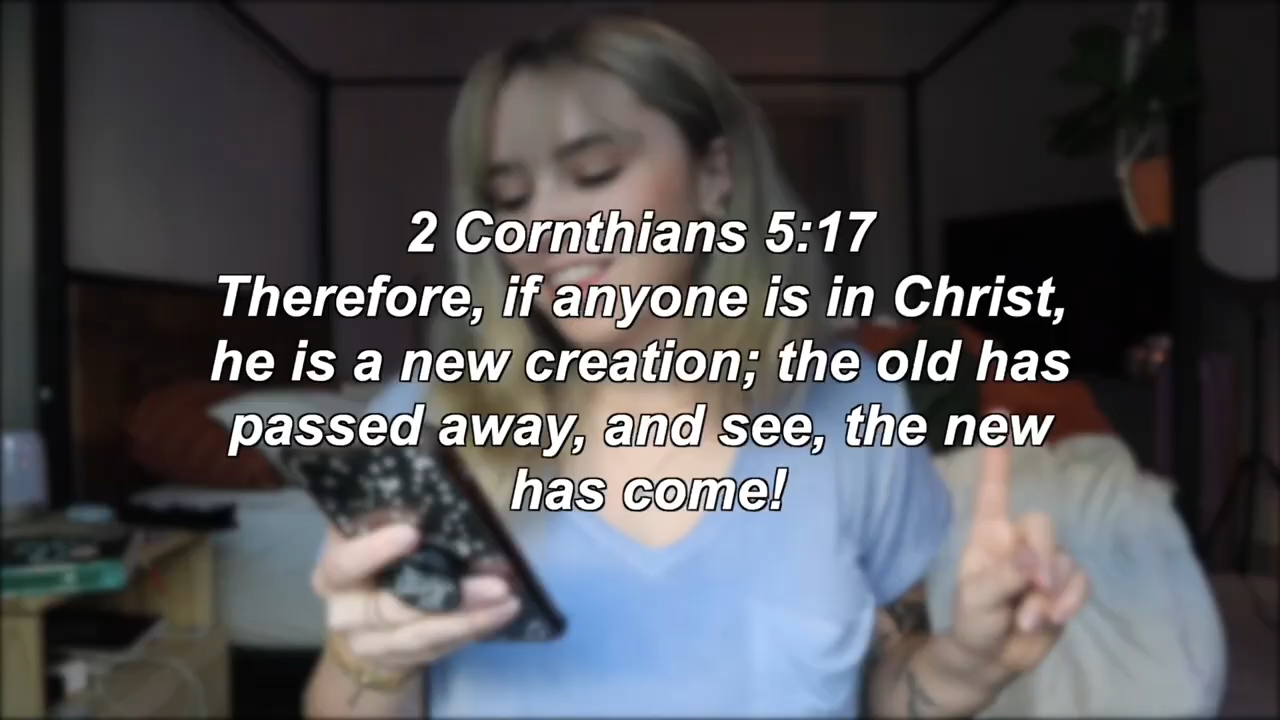 2 Cornthians 5:17
Therefore, if anyone is in Christ,
he is a new creation; the old has
passed away, and see, the new
has come!